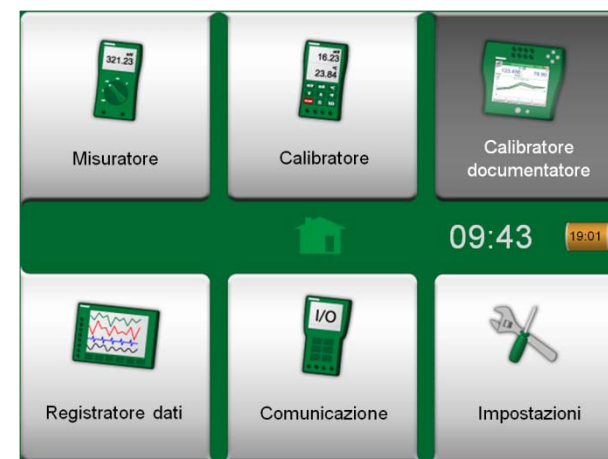 321.23
16.23
23.84
Misuratore
Calibratore
Calibratore
documentatore
09:43
19:01
I/O
Registratore dati
Comunicazione
Impostazioni